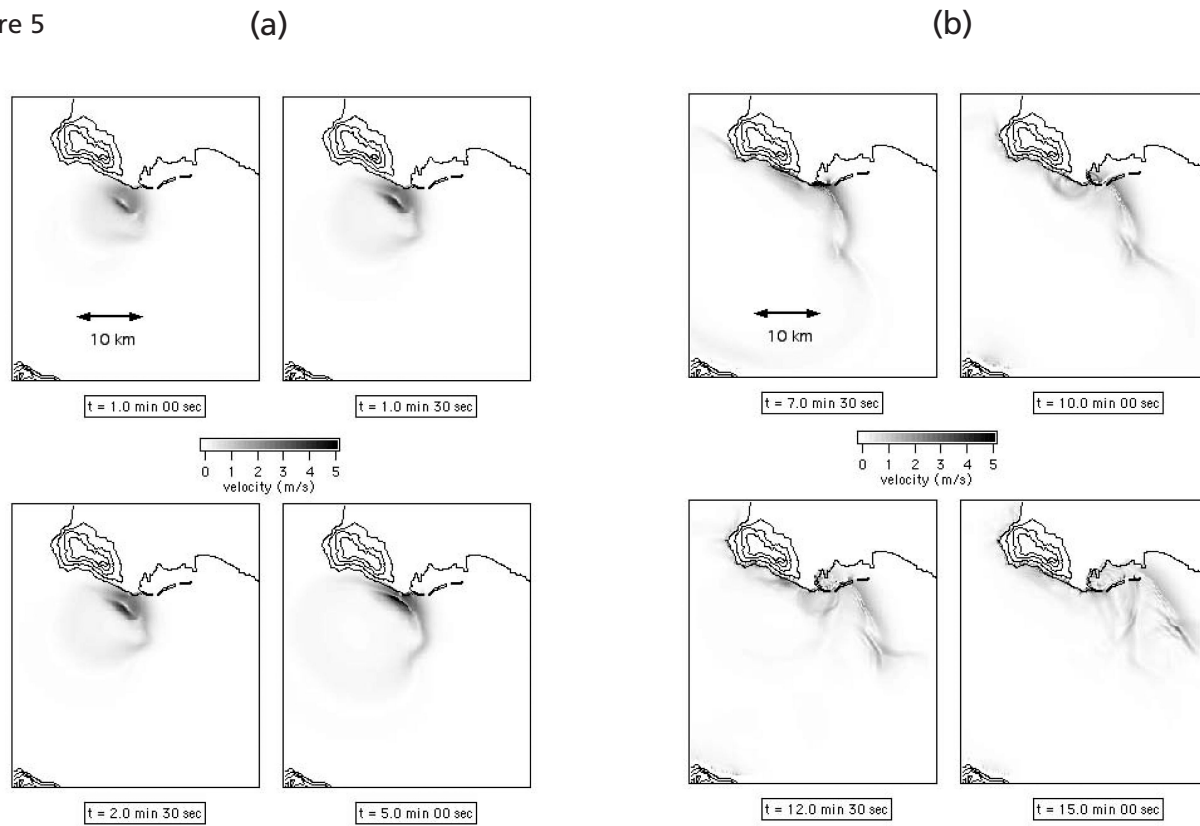 re 5
(a)
(b)
10 km
10 km
t = 1.0 min 00 sec
t = 1.0 min 30 sec
t = 7.0 min 30 sec
t = 10.0 min 00 sec
0 1 2 3 4 5
velocity (m/s)
0 1 2 3 4 5
velocity (m/s)
t = 2.0 min 30 sec
t = 5.0 min 00 sec
t = 12.0 min 30 sec
t = 15.0 min 00 sec